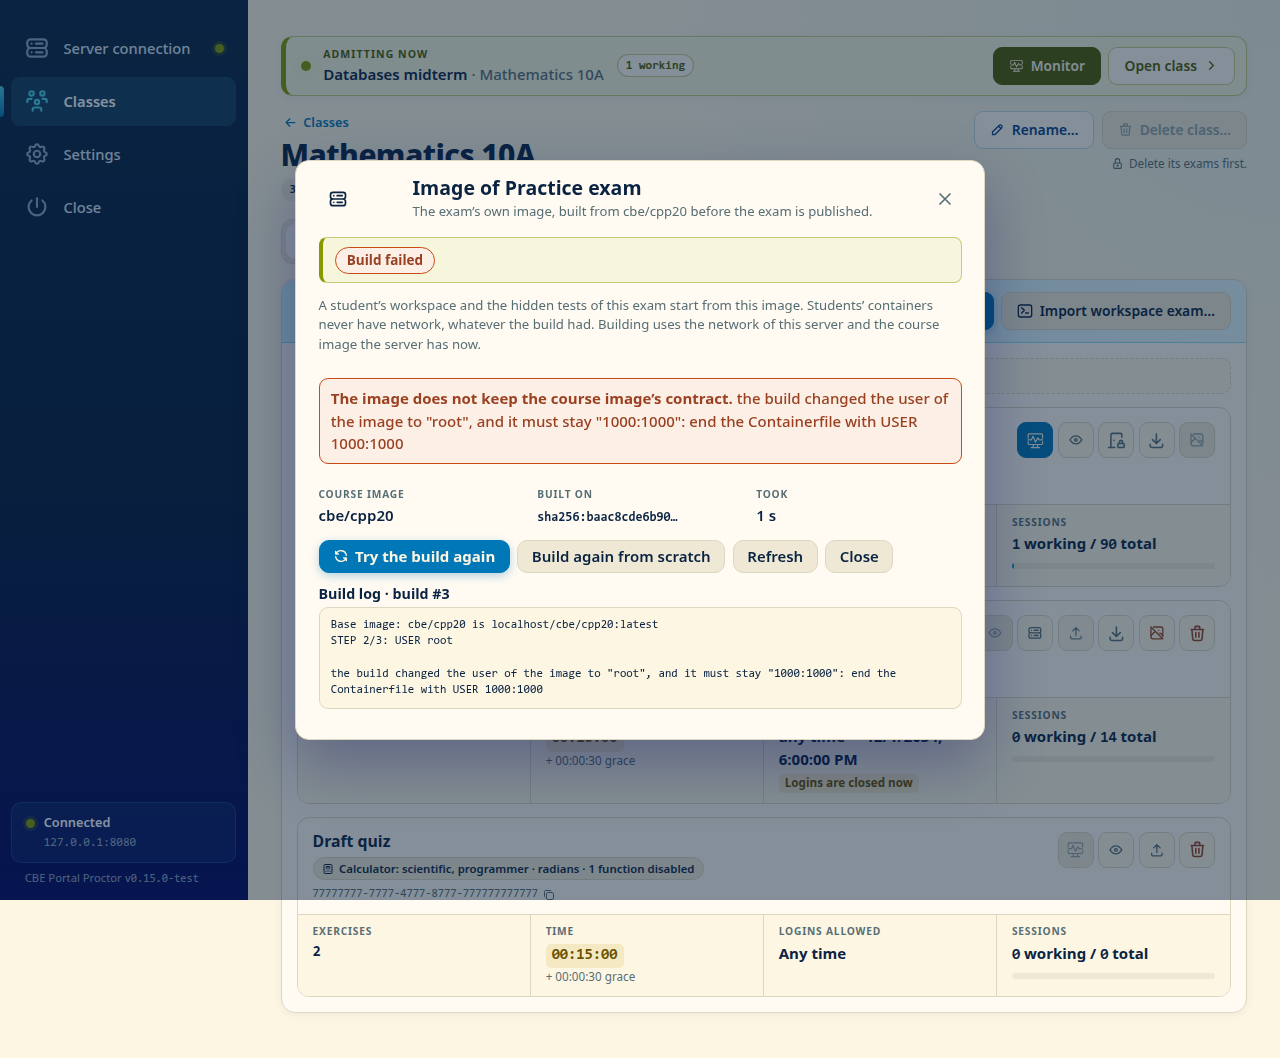 Server connection
Classes
Settings
Close
Connected
127.0.0.1:8080
CBE Portal Proctor v0.15.0-test
ADMITTING NOW
Databases midterm · Mathematics 10A
1 working
Monitor
Open class
Classes
Rename...
Delete class...
Delete its exams first.
Mathematics 10A
Import workspace exam...
Image of Practice exam
The exam’s own image, built from cbe/cpp20 before the exam is published.
Build failed
A student’s workspace and the hidden tests of this exam start from this image. Students’ containers
never have network, whatever the build had. Building uses the network of this server and the course
image the server has now.
The image does not keep the course image’s contract. the build changed the user of
the image to "root", and it must stay "1000:1000": end the Containerfile with USER
1000:1000
COURSE IMAGE
cbe/cpp20
BUILT ON
sha256:baac8cde6b90…
TOOK
1 s
Try the build again
Build again from scratch
Refresh
Close
Build log · build #3
Base image: cbe/cpp20 is localhost/cbe/cpp20:latest
STEP 2/3: USER root
the build changed the user of the image to "root", and it must stay "1000:1000": end the
Containerfile with USER 1000:1000
SESSIONS
1 working / 90 total
SESSIONS
0 working / 14 total
+ 00:00:30 grace
6:00:00 PM
Logins are closed now
Draft quiz
Calculator: scientific, programmer · radians · 1 function disabled
77777777-7777-4777-8777-777777777777
EXERCISES
2
TIME
00:15:00
+ 00:00:30 grace
LOGINS ALLOWED
Any time
SESSIONS
0 working / 0 total